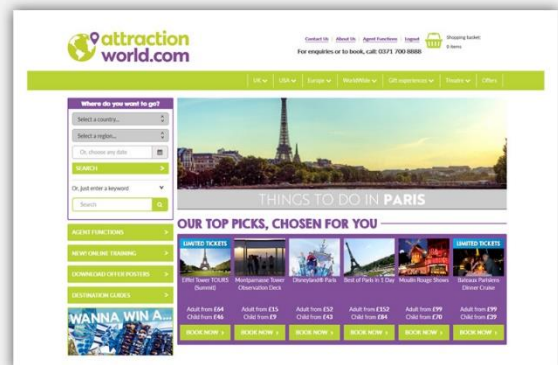 attraction
world.com
Contact Us | About Us | Agent Functions | Logout
For enquiries or to book, call: 0371 700 8888
Shopping basket
0 items
UK
USA
Europe
WorldWide
Gift experiences
Theatre
Offers
Where do you want to go?
Select a country...
Select a region...
Or, choose any date
SEARCH >
Or, just enter a keyword
Search
AGENT FUNCTIONS >
NEW! ONLINE TRAINING >
DOWNLOAD OFFER POSTERS >
DESTINATION GUIDES >
WANNA WIN A...
THINGS TO DO IN PARIS
OUR TOP PICKS, CHOSEN FOR YOU
LIMITED TICKETS
Eiffel Tower TOURS
(Summit)
Adult from £64
Child from £46
BOOK NOW >
Montparnasse Tower
Observation Deck
Adult from £15
Child from £9
BOOK NOW >
Disneyland® Paris
Adult from £52
Child from £43
BOOK NOW >
Best of Paris in 1 Day
Adult from £152
Child from £84
BOOK NOW >
Moulin Rouge Shows
Adult from £99
Child from £70
BOOK NOW >
LIMITED TICKETS
Bateaux Parisiens
Dinner Cruise
Adult from £99
Child from £39
BOOK NOW >